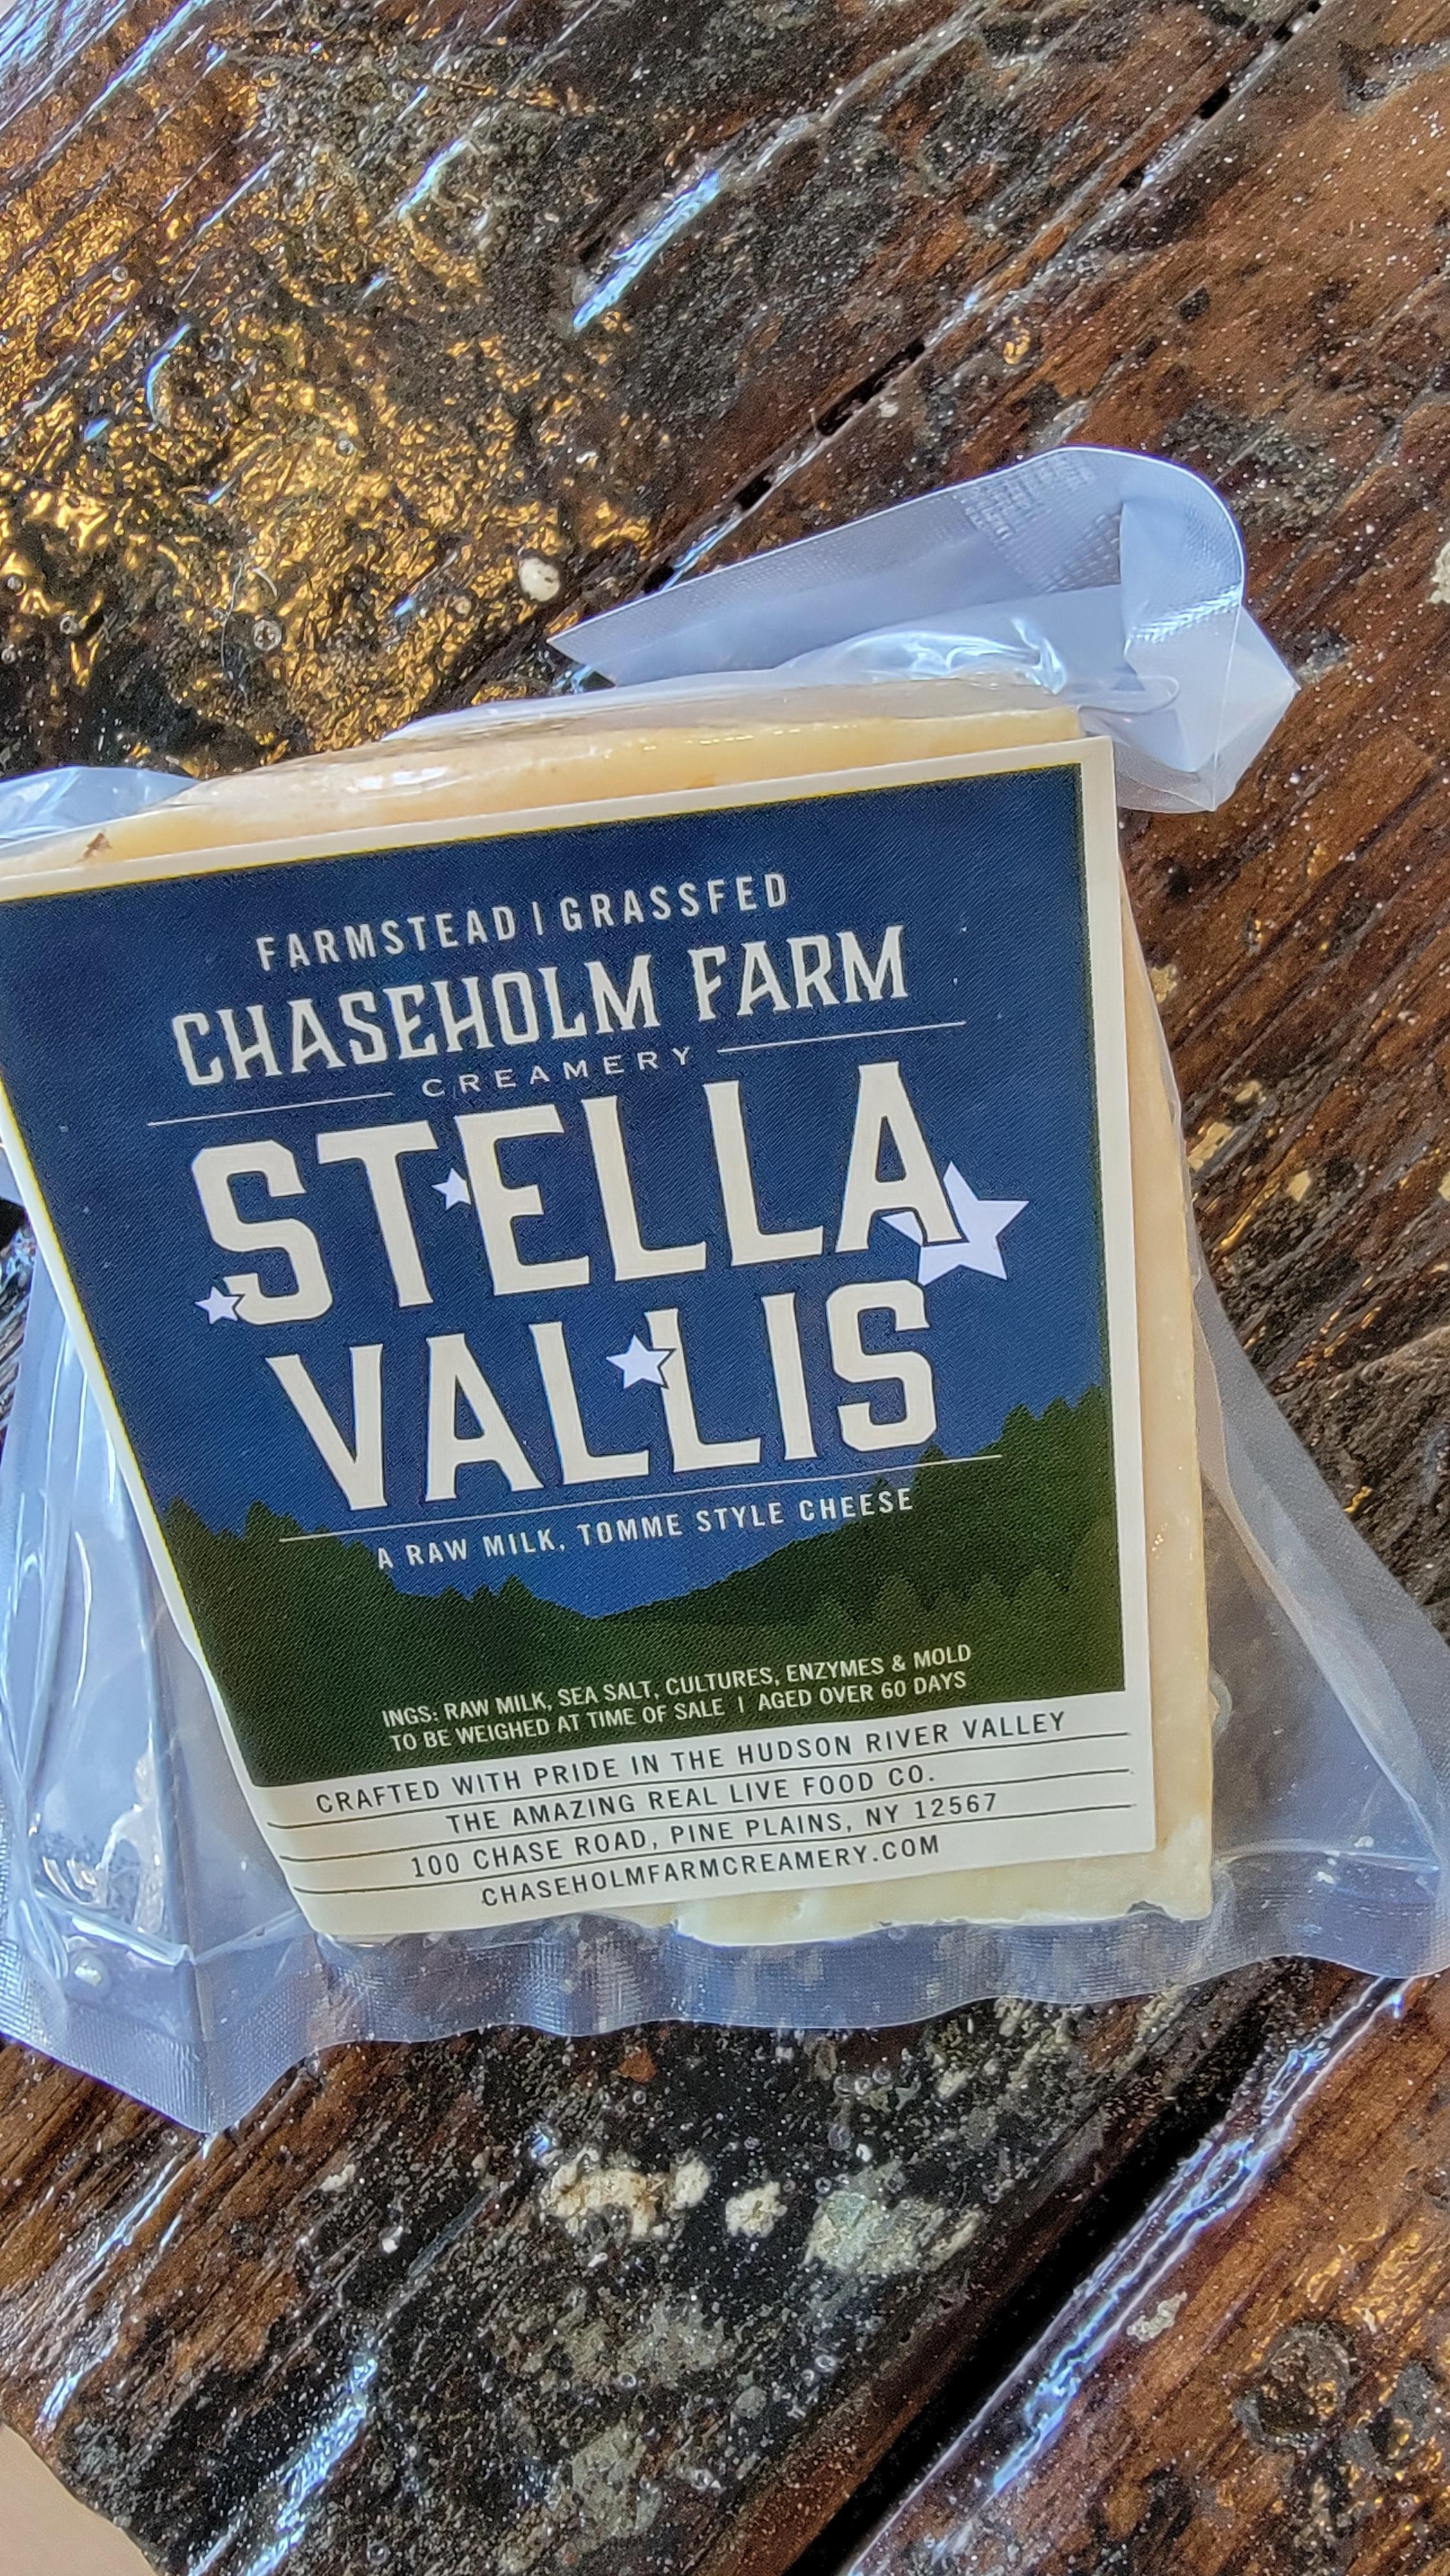 FARMSTEAD | GRASSFED
CHASEHOLM FARM
CREAMERY
STELLA
VALLIS
A RAW MILK, TOMME STYLE CHEESE
INGS: RAW MILK, SEA SALT, CULTURES, ENZYMES & MOLD
TO BE WEIGHED AT TIME OF SALE | AGED OVER 60 DAYS
CRAFTED WITH PRIDE IN THE HUDSON RIVER VALLEY
THE AMAZING REAL LIVE FOOD CO.
100 CHASE ROAD, PINE PLAINS, NY 12567
CHASEHOLMFARMCREAMERY.COM